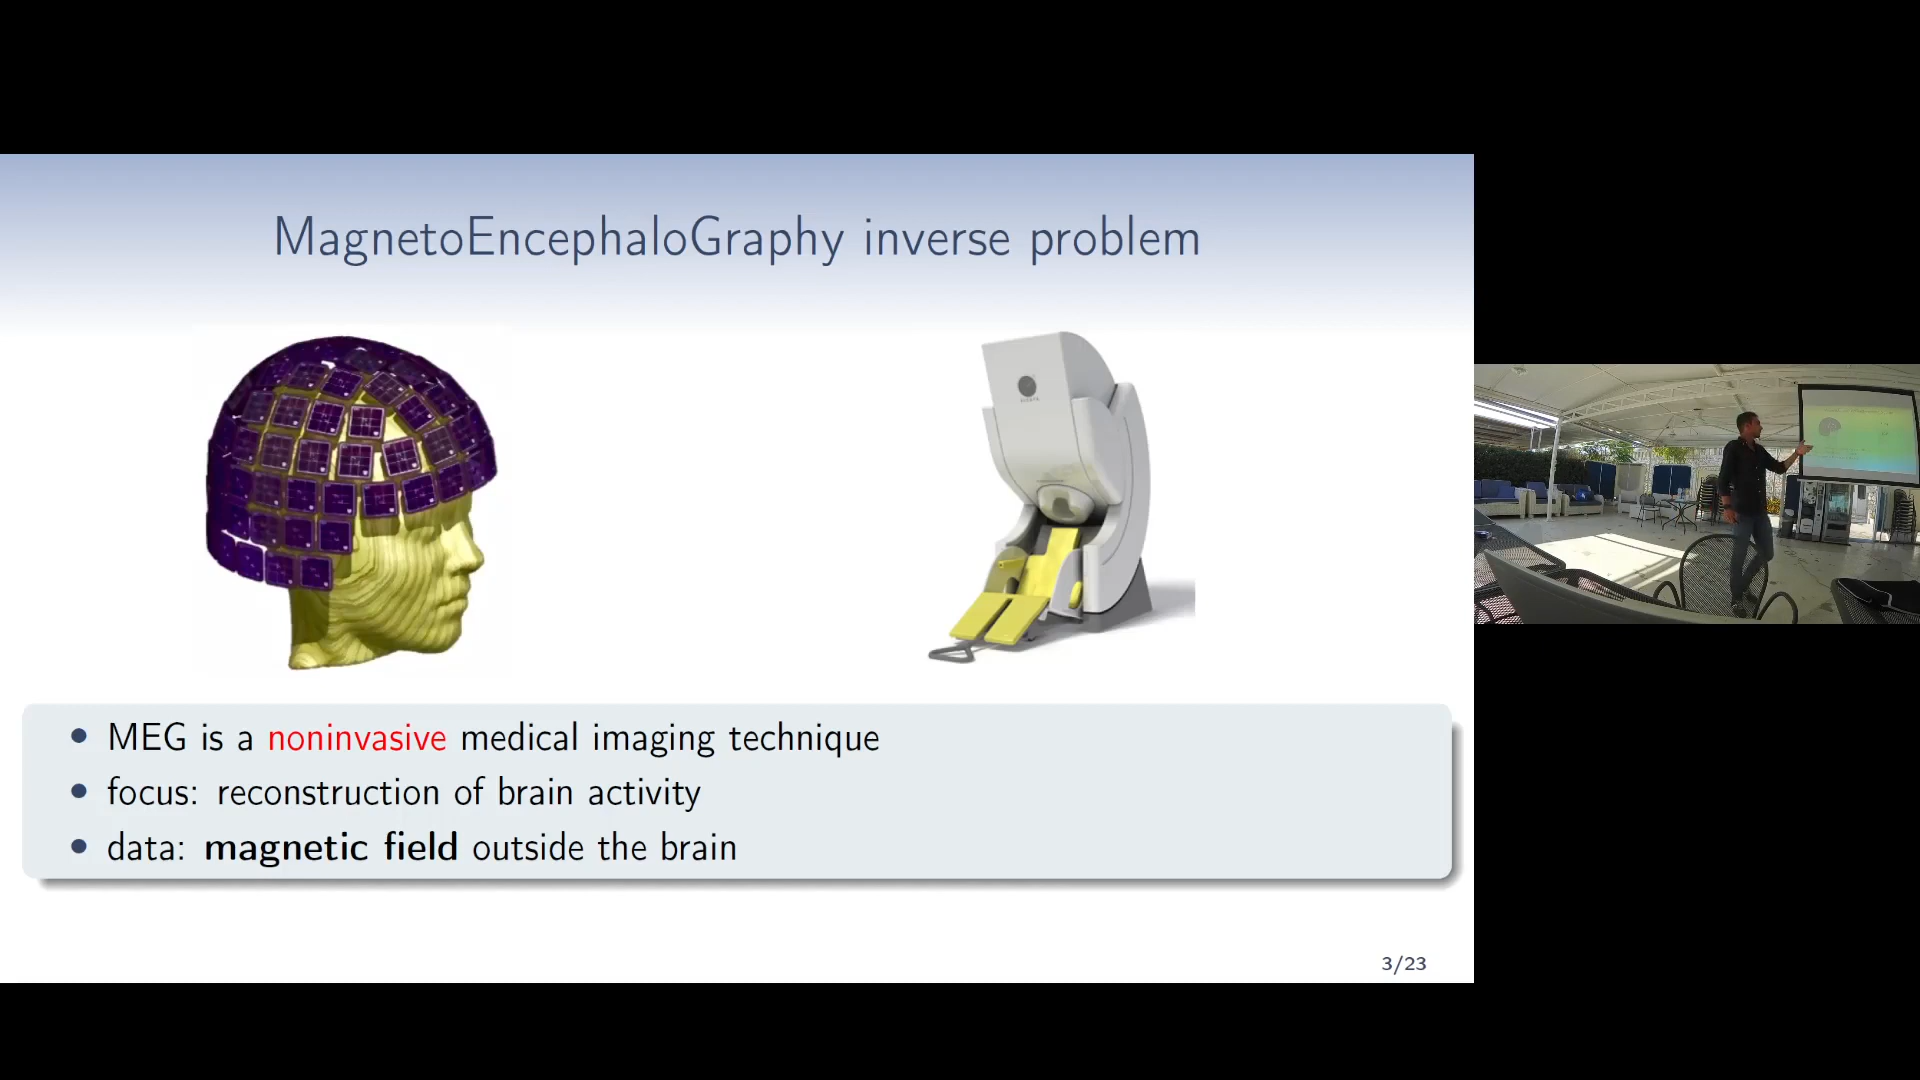 MagnetoEncephaloGraphy inverse problem
• MEG is a noninvasive medical imaging technique
• focus: reconstruction of brain activity
• data: magnetic field outside the brain
3/23